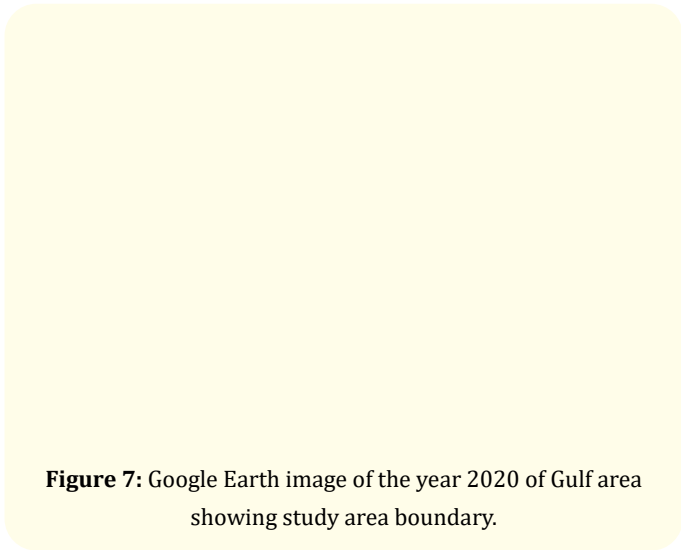 Figure 7: Google Earth image of the year 2020 of Gulf area
showing study area boundary.